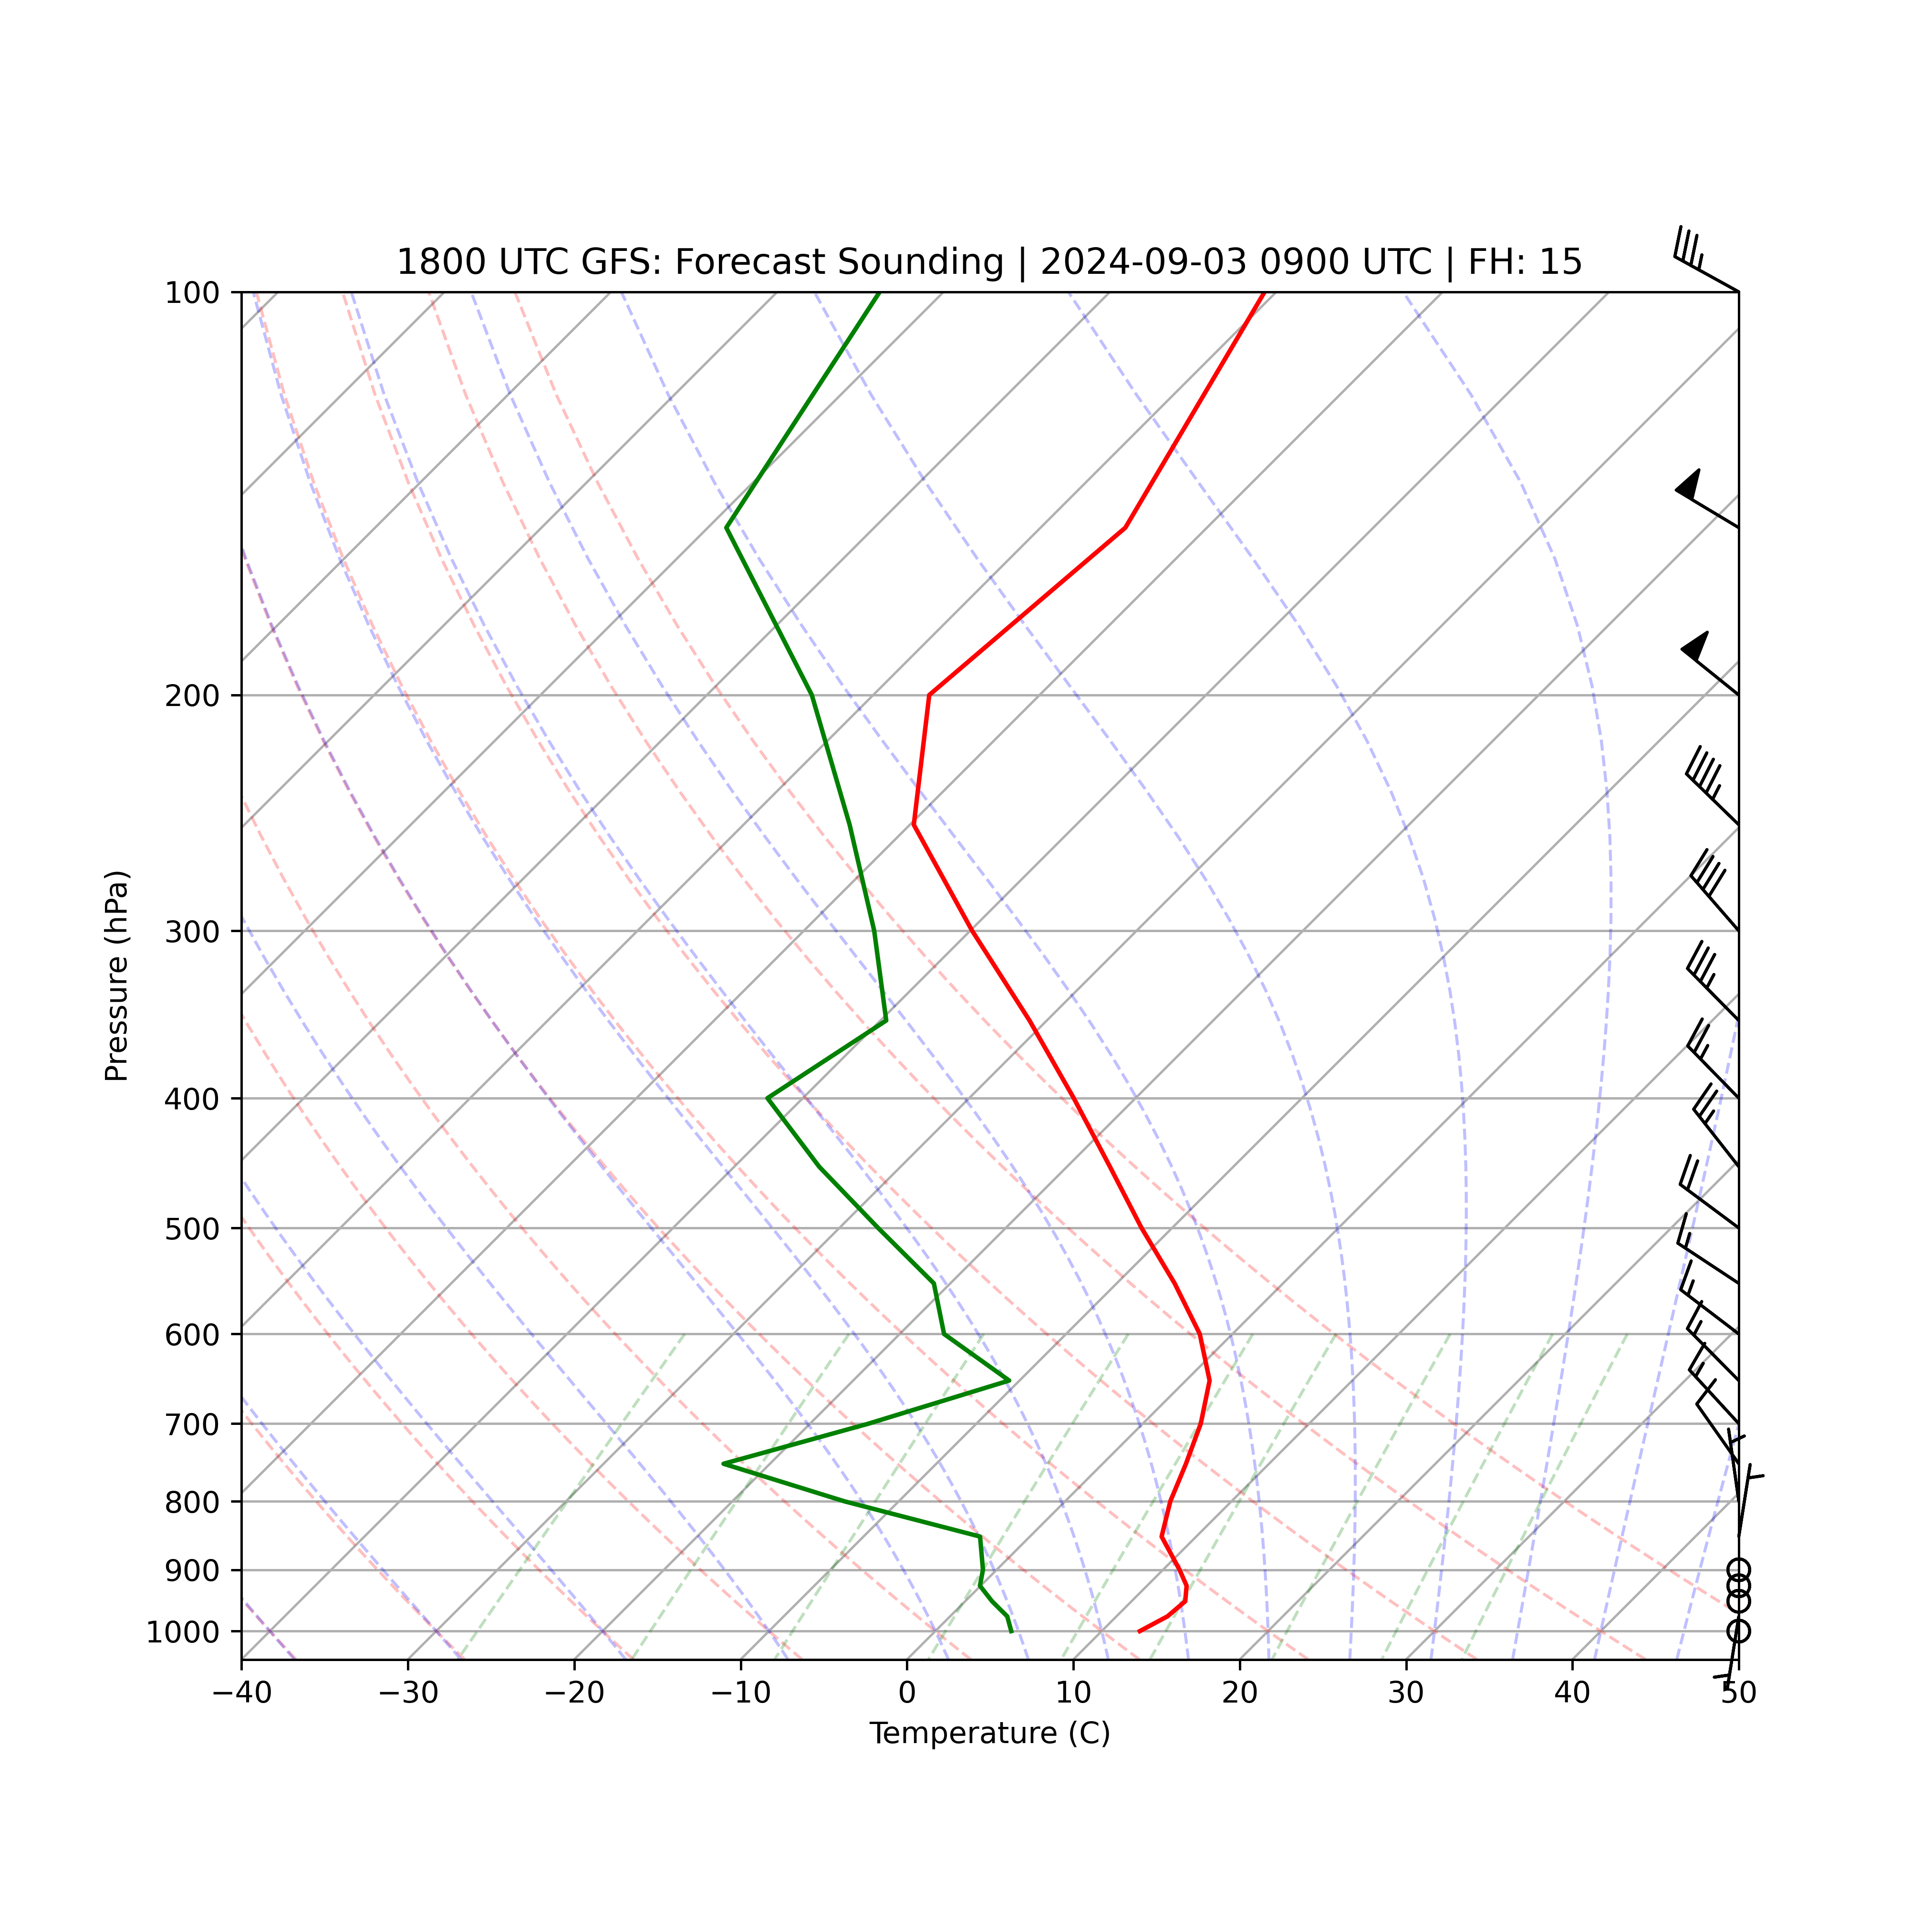 1800 UTC GFS: Forecast Sounding | 2024-09-03 0900 UTC | FH: 15
100
200
300
400
500
600
700
800
900
1000
Pressure (hPa)
−40 −30 −20 −10 0 10 20 30 40 50
Temperature (C)